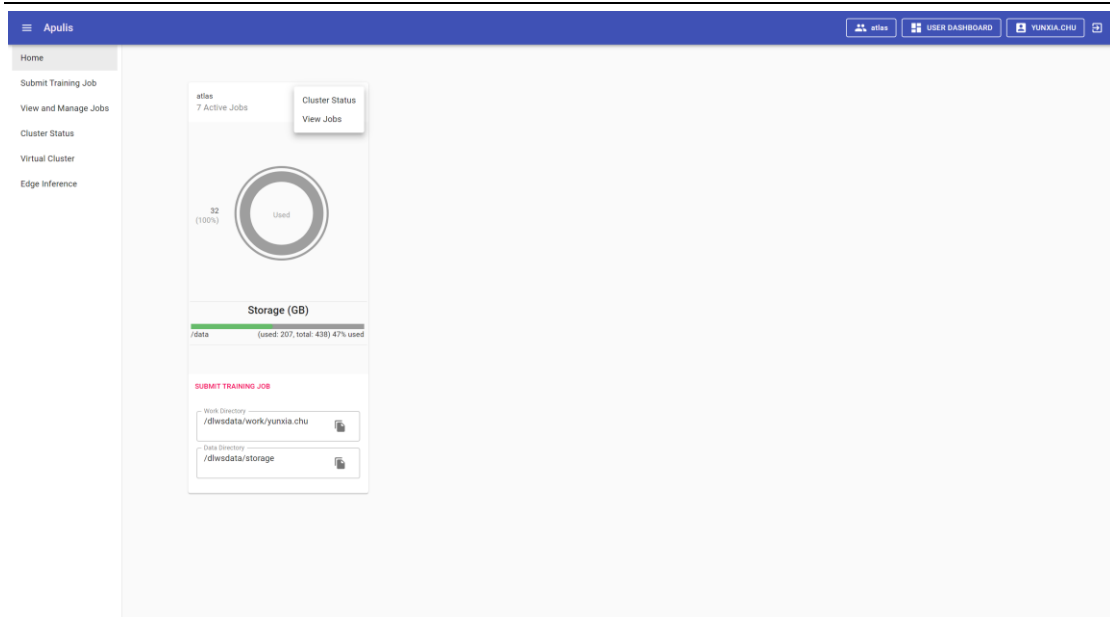 Apulis
atlas
USER DASHBOARD
YUNXIA.CHU
Home
Submit Training Job
View and Manage Jobs
Cluster Status
Virtual Cluster
Edge Inference
atlas
7 Active Jobs
Cluster Status
View Jobs
32
(100%)
Used
Storage (GB)
/data (used: 207, total: 438) 47% used
SUBMIT TRAINING JOB
Work Directory
/dlwsdata/work/yunxia.chu
Data Directory
/dlwsdata/storage